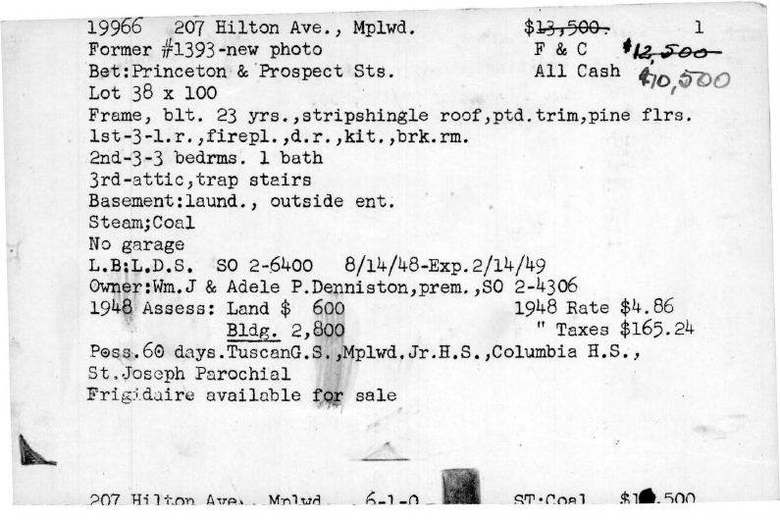 19966 207 Hilton Ave., Mplwd. $13,500. 1
Former #1393-new photo F & C $12,500
Bet:Princeton & Prospect Sts. All Cash $10,500
Lot 38 x 100
Frame, blt. 23 yrs.,stripshingle roof,ptd.trim,pine flrs.
1st-3-l.r.,firepl.,d.r.,kit.,brk.rm.
2nd-3-3 bedrms. 1 bath
3rd-attic,trap stairs
Basement:laund., outside ent.
Steam;Coal
No garage
L.B:L.D.S. SO 2-6400 8/14/48-Exp.2/14/49
Owner:Wm.J & Adele P.Denniston,prem.,SO 2-4306
1948 Assess: Land $ 600 1948 Rate $4.86
Bldg. 2,800 " Taxes $165.24
Poss.60 days.TuscanG.S.,Mplwd.Jr.H.S.,Columbia H.S.,
St.Joseph Parochial
Frigidaire available for sale
207 Hilton Ave. Mplwd 6-1-0 ST:Coal